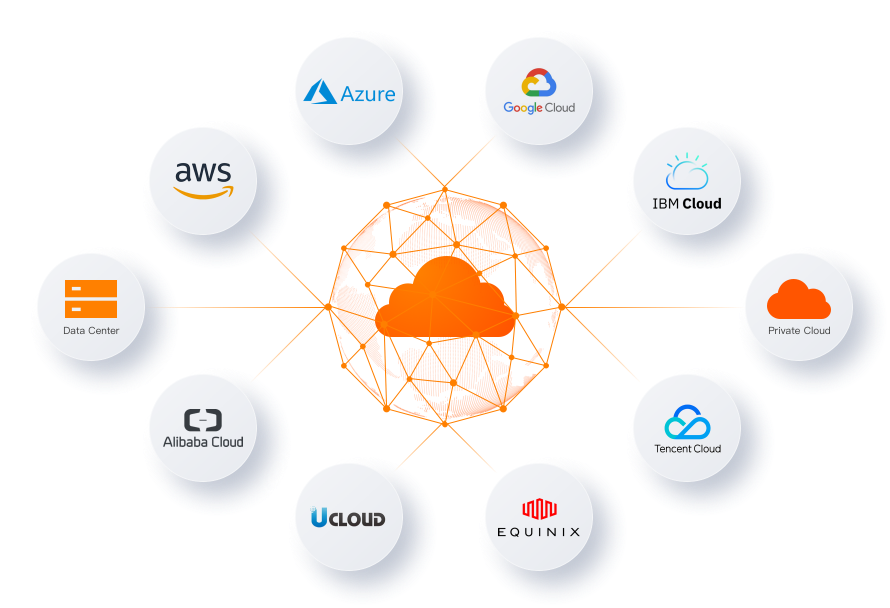 Azure
Google Cloud
aws
IBM Cloud
Data Center
Private Cloud
Alibaba Cloud
Tencent Cloud
UCLOUD
EQUINIX